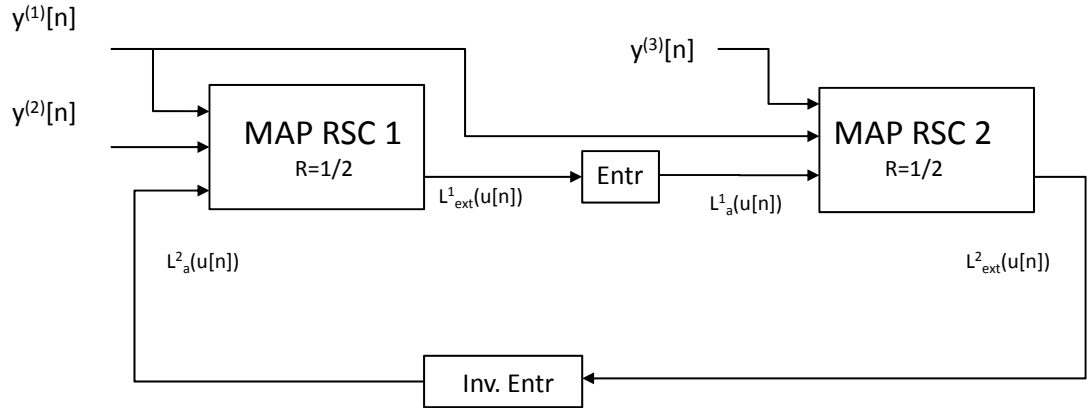 y⁽¹⁾[n]
y⁽³⁾[n]
y⁽²⁾[n]
MAP RSC 1
R=1/2
MAP RSC 2
R=1/2
Entr
L¹ₑₓₜ(u[n])
L¹ₐ(u[n])
L²ₐ(u[n])
L²ₑₓₜ(u[n])
Inv. Entr